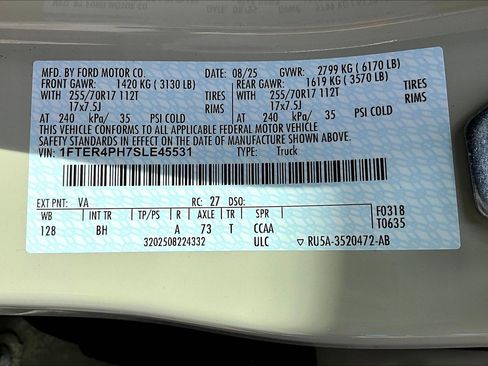 MFD. BY FORD MOTOR CO. DATE: 08/25 GVWR: 2799 KG ( 6170 LB)
FRONT GAWR: 1420 KG ( 3130 LB) REAR GAWR: 1619 KG ( 3570 LB)
WITH 255/70R17 112T TIRES WITH 255/70R17 112T TIRES
17x7.5J RIMS 17x7.5J RIMS
AT 240 kPa/ 35 PSI COLD AT 240 kPa/ 35 PSI COLD
THIS VEHICLE CONFORMS TO ALL APPLICABLE FEDERAL MOTOR VEHICLE
STANDARDS IN EFFECT ON THE DATE OF MANUFACTURE SHOWN ABOVE.
VIN: 1FTER4PH7SLE45531 TYPE: Truck
EXT PNT: VA RC: 27 DSO:
WB INT TR TP/PS R AXLE TR SPR F0318
128 BH A 73 T CCAA T0635
3202508224332 ULC ▽ RU5A-3520472-AB